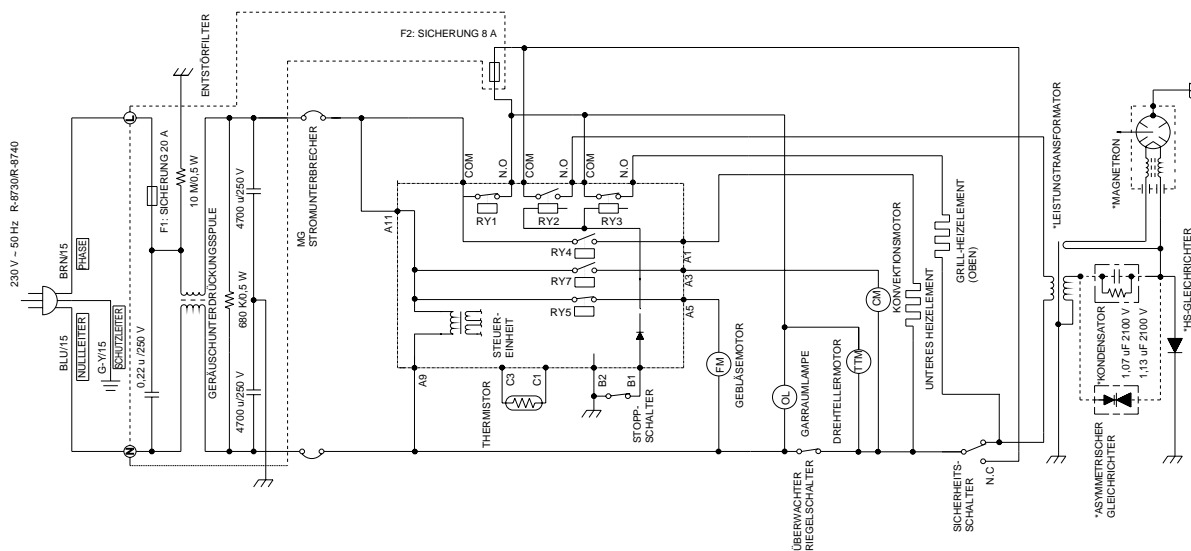 230 V ~ 50 Hz   R-8730/R-8740
BRN/15
PHASE
BLU/15
NULLLEITER
G-Y/15
SCHUTZLEITER
L
N
F1: SICHERUNG 20 A
0,22 u /250 V
ENTSTÖRFILTER
10 M/0,5 W
GERÄUSCHUNTERDRÜCKUNGSSPULE
680 K/0,5 W
4700 u/250 V
4700 u/250 V
MG
STROMUNTERBRECHER
F2: SICHERUNG 8 A
COM
N.O
COM
N.O
COM
N.O
RY1
RY2
RY3
RY4
RY7
RY5
A11
A1
A3
A5
A9
STEUER-
EINHEIT
C3
C1
B2
B1
THERMISTOR
STOPP-
SCHALTER
FM
GEBLÄSEMOTOR
OL
GARRAUMLAMPE
TTM
DREHTELLERMOTOR
CM
KONVEKTIONSMOTOR
UNTERES HEIZELEMENT
GRILL-HEIZELEMENT
(OBEN)
ÜBERWACHTER
RIEGELSCHALTER
SICHERHEITS-
SCHALTER
N.C
*LEISTUNGTRANSFORMATOR
*MAGNETRON
*KONDENSATOR
1,07 uF 2100 V
1,13 uF 2100 V
*ASYMMETRISCHER
GLEICHRICHTER
*HS-GLEICHRICHTER